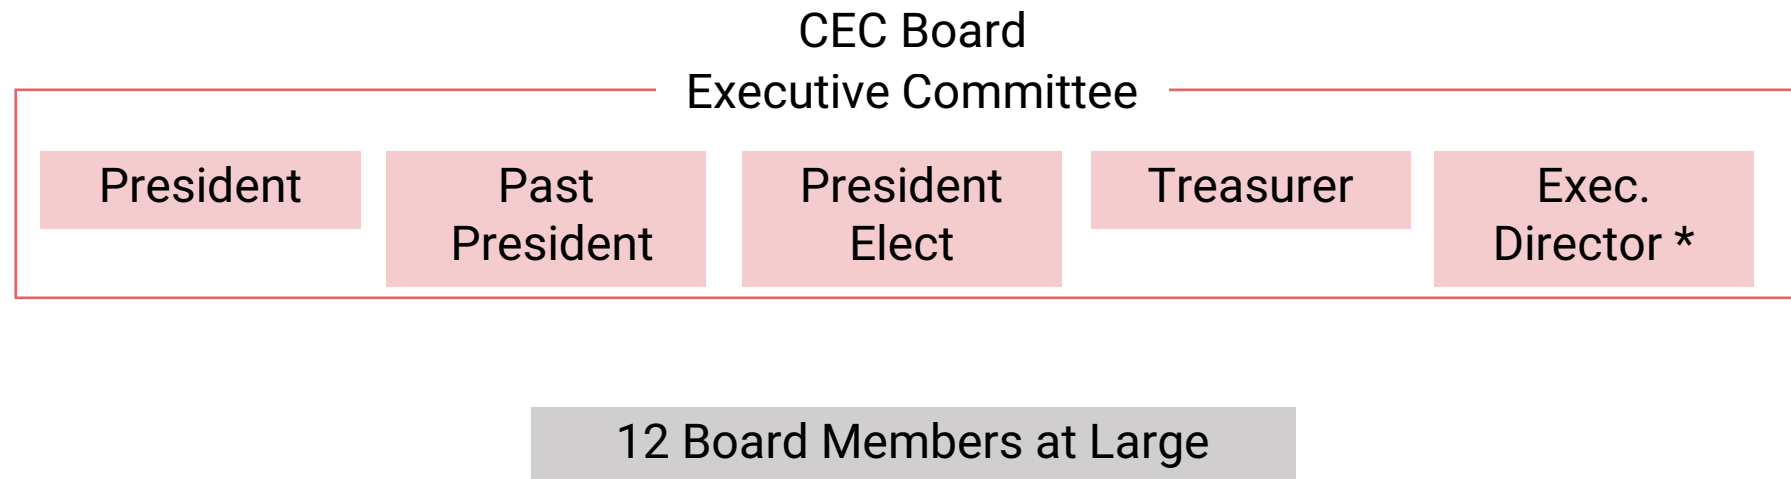 CEC Board
Executive Committee
President
Past
President
President
Elect
Treasurer
Exec.
Director *
12 Board Members at Large